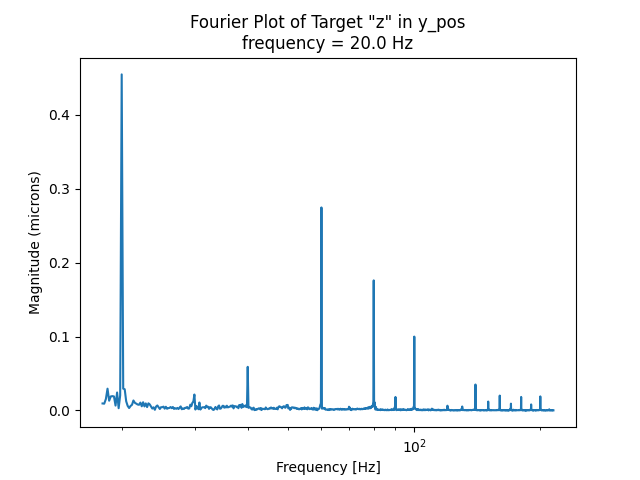 Fourier Plot of Target "z" in y_pos
frequency = 20.0 Hz
0.4
0.3
0.2
0.1
0.0
Magnitude (microns)
10²
Frequency [Hz]